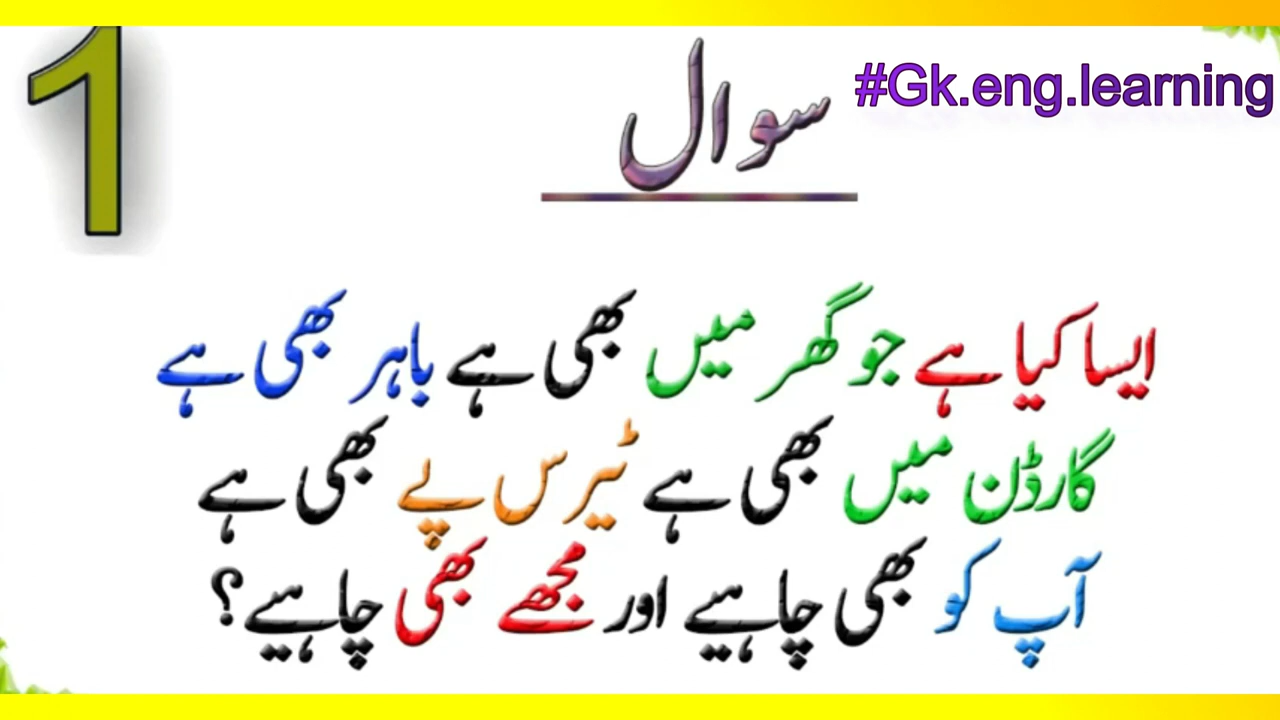 1
سوال
#Gk.eng.learning
ایسا کیا ہے جو گھر میں بھی ہے باہر بھی ہے
گارڈن میں بھی ہے ٹیرس پے بھی ہے
آپ کو بھی چاہیے اور مجھے بھی چاہیے؟